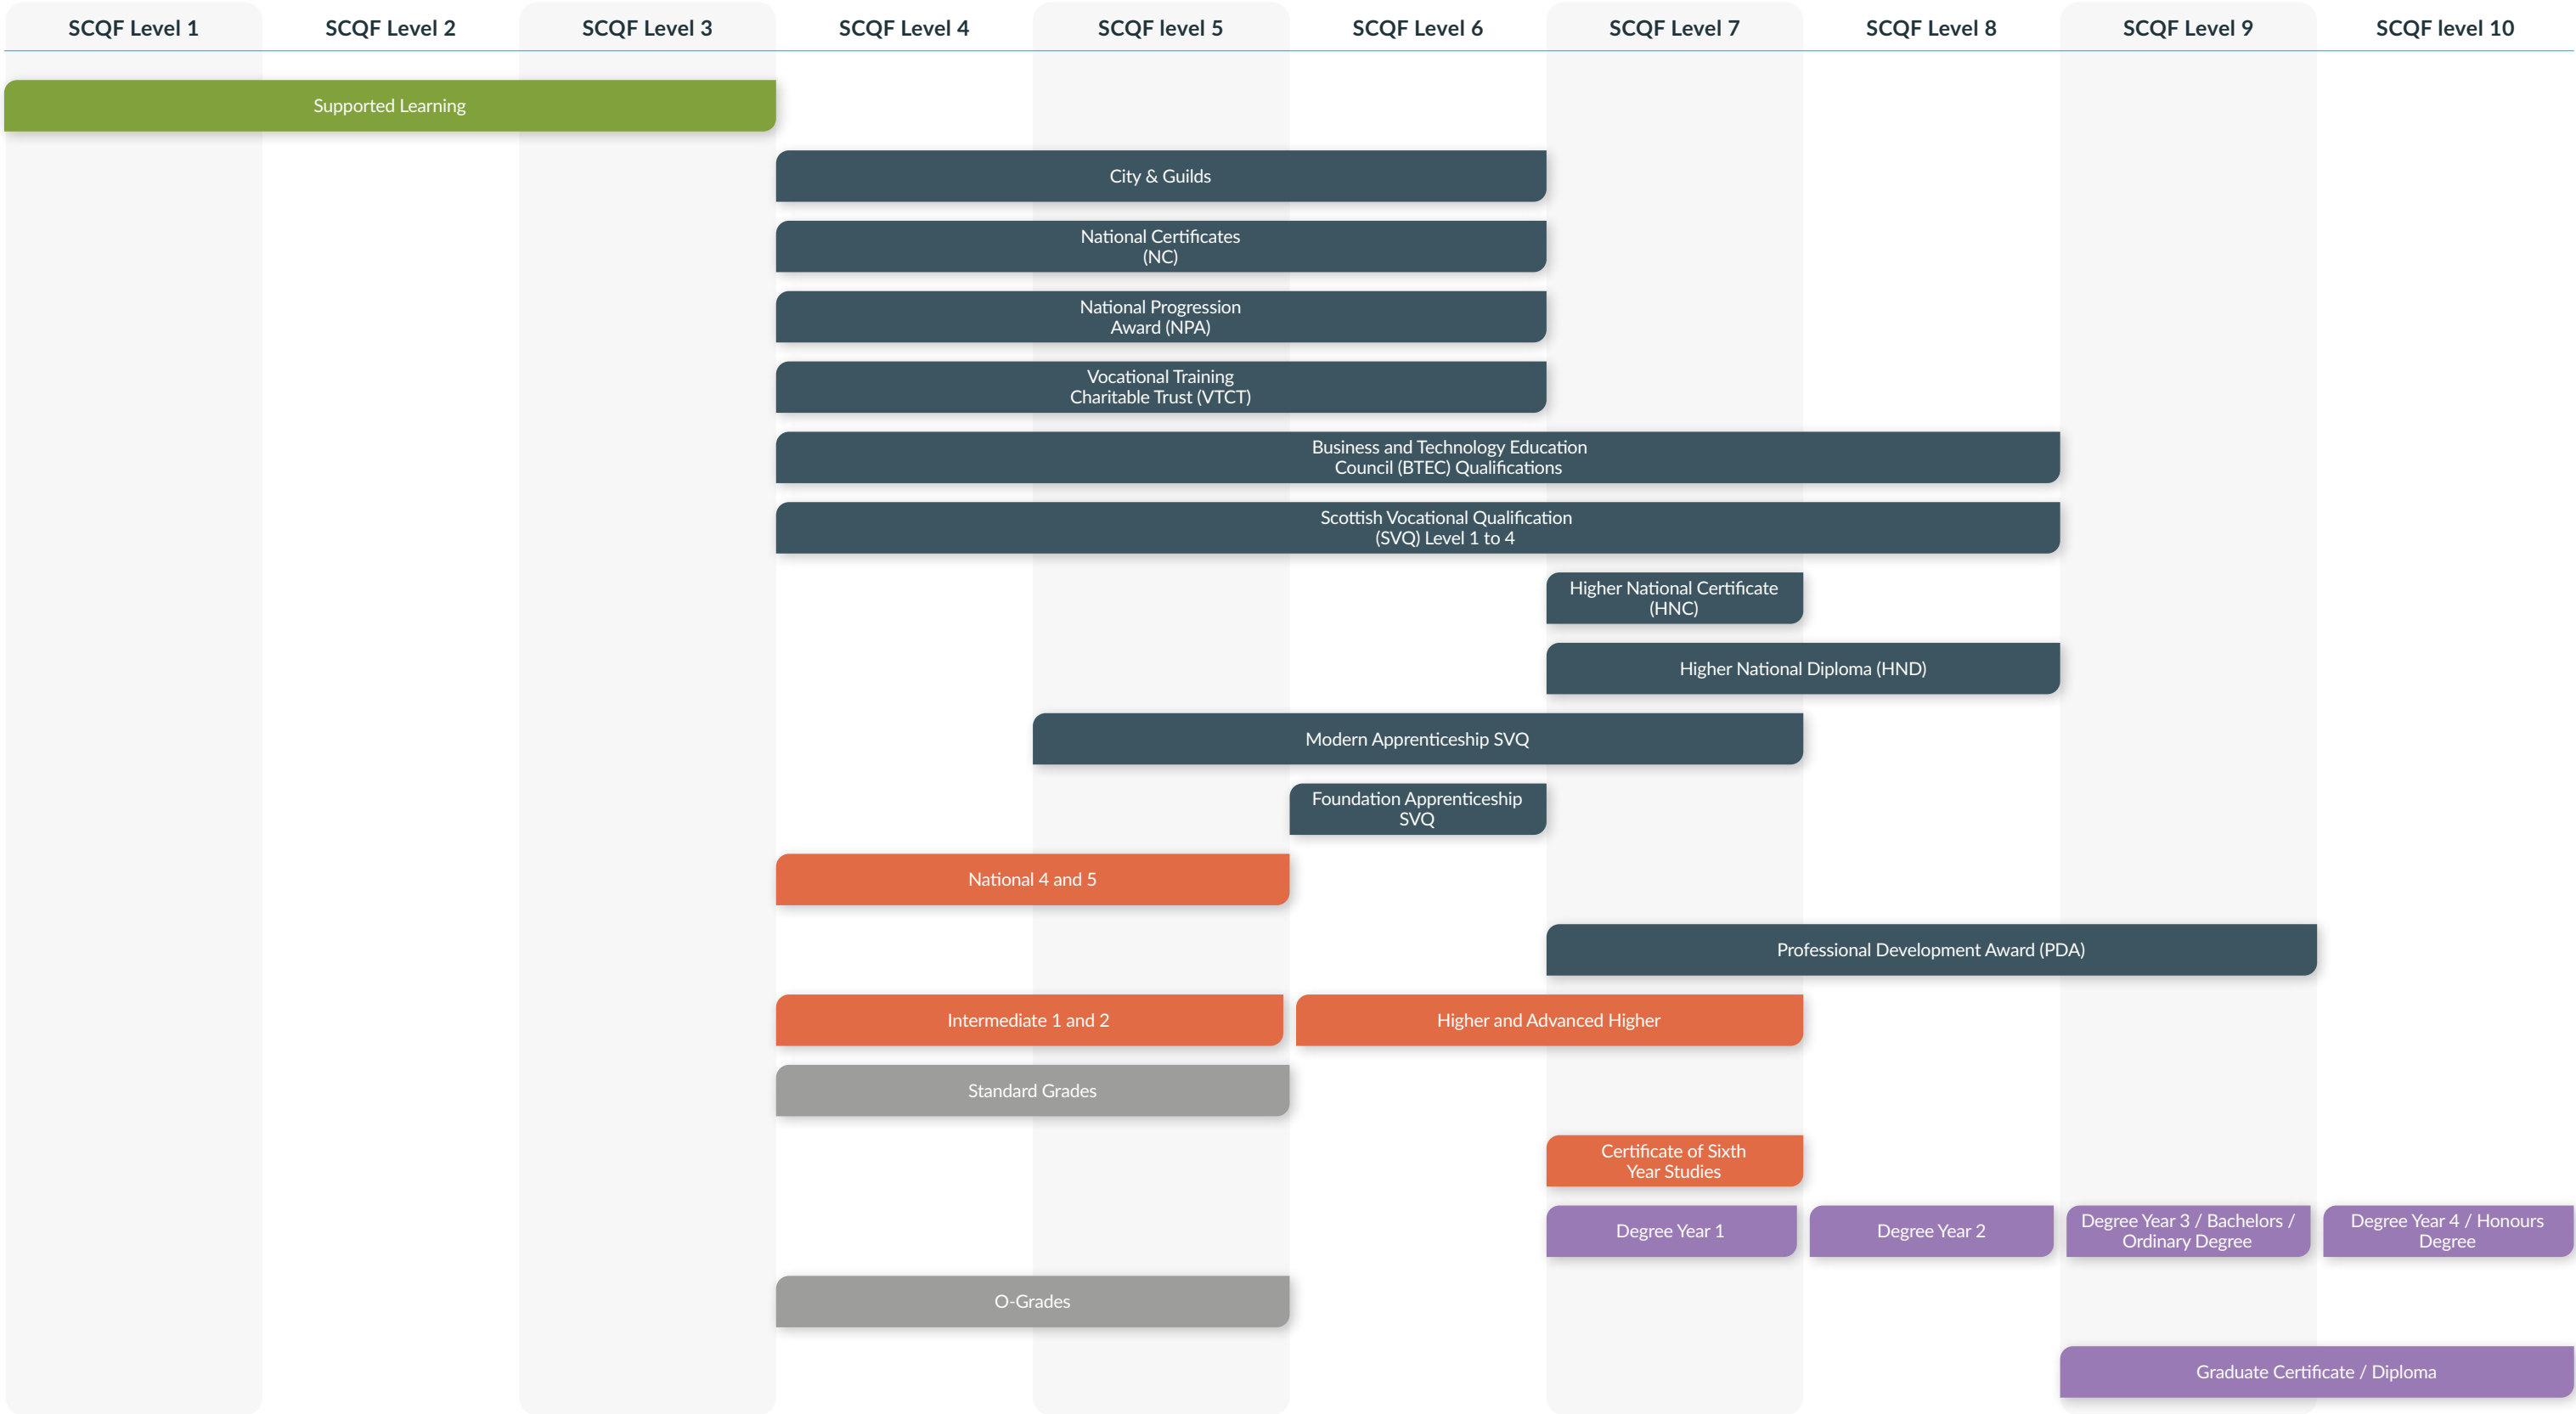 SCQF Level 1
SCQF Level 2
SCQF Level 3
SCQF Level 4
SCQF level 5
SCQF Level 6
SCQF Level 7
SCQF Level 8
SCQF Level 9
SCQF level 10
Supported Learning
City & Guilds
National Certificates
(NC)
National Progression
Award (NPA)
Vocational Training
Charitable Trust (VTCT)
Business and Technology Education
Council (BTEC) Qualifications
Scottish Vocational Qualification
(SVQ) Level 1 to 4
Higher National Certificate
(HNC)
Higher National Diploma (HND)
Modern Apprenticeship SVQ
Foundation Apprenticeship
SVQ
National 4 and 5
Professional Development Award (PDA)
Intermediate 1 and 2
Higher and Advanced Higher
Standard Grades
Certificate of Sixth
Year Studies
Degree Year 1
Degree Year 2
Degree Year 3 / Bachelors /
Ordinary Degree
Degree Year 4 / Honours
Degree
O-Grades
Graduate Certificate / Diploma